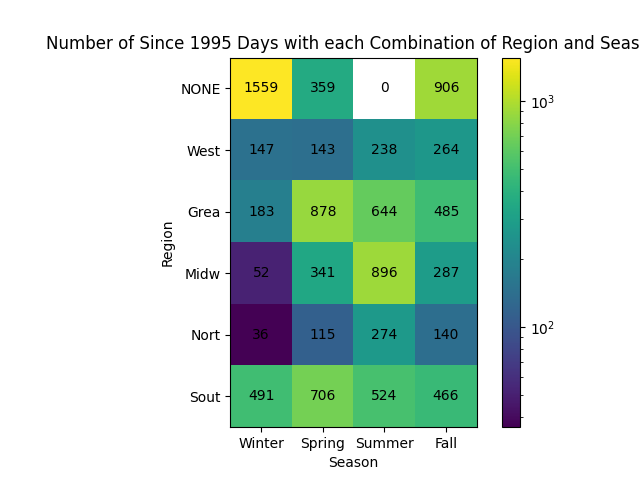 Number of Since 1995 Days with each Combination of Region and Seas
NONE 1559 359 0 906
West 147 143 238 264
Grea 183 878 644 485
Midw 52 341 896 287
Nort 36 115 274 140
Sout 491 706 524 466
Winter Spring Summer Fall
Season
Region
10^3
10^2